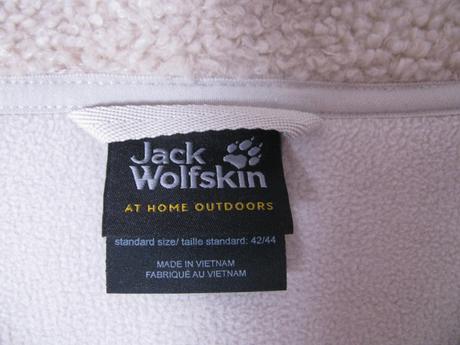 Jack
Wolfskin
AT HOME OUTDOORS
standard size/ taille standard: 42/44
MADE IN VIETNAM
FABRIQUÉ AU VIETNAM